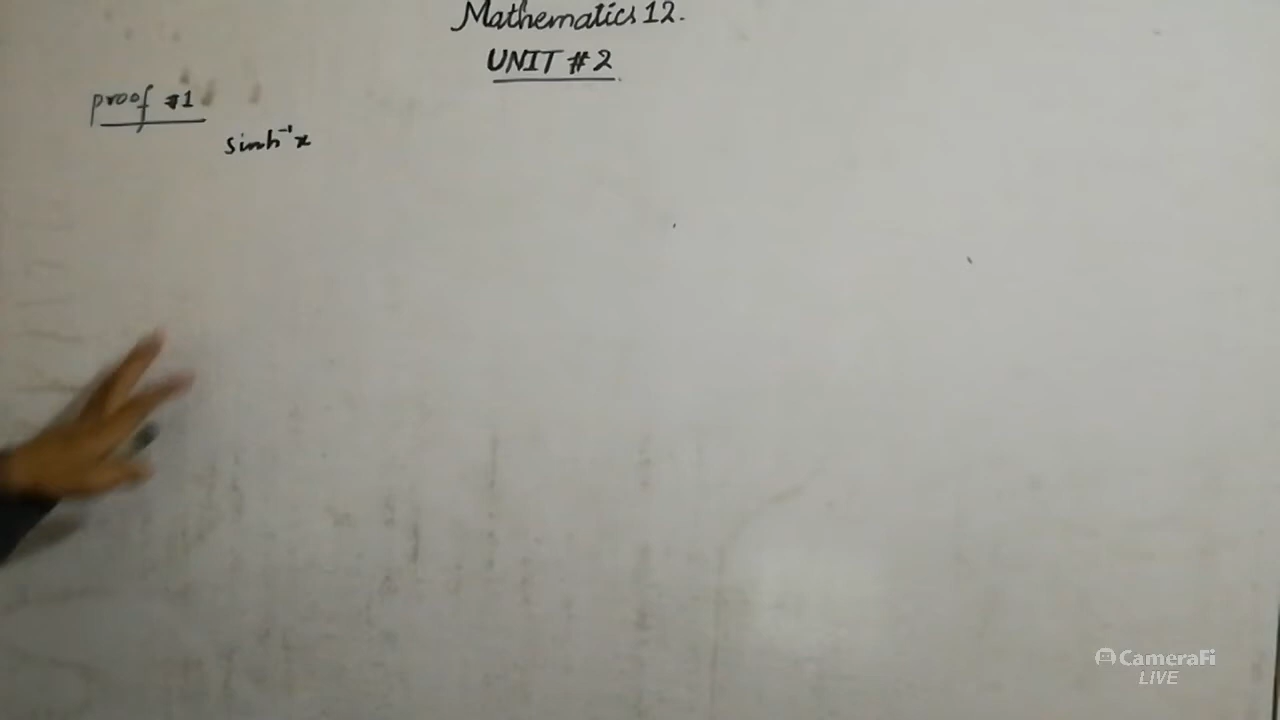 Mathematics 12.
UNIT # 2
proof #1
sinh⁻¹x
CameraFi
LIVE